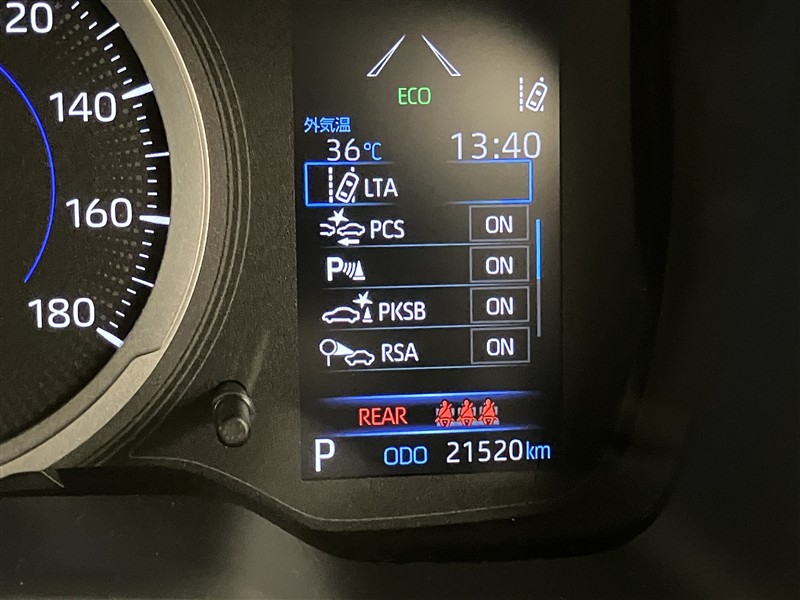 20
140
160
180
ECO
外気温
36℃ 13:40
LTA
PCS ON
P ON
PKSB ON
RSA ON
REAR
P ODO 21520km